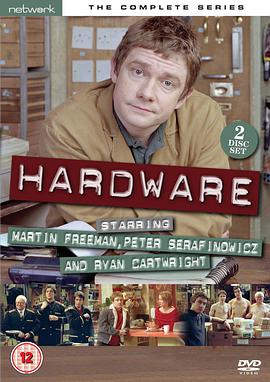 network
THE COMPLETE SERIES
2
DISC
SET
HARDWARE
STARRING
MARTIN FREEMAN, PETER SERAFINOWICZ
AND RYAN CARTWRIGHT
12
DVD
VIDEO